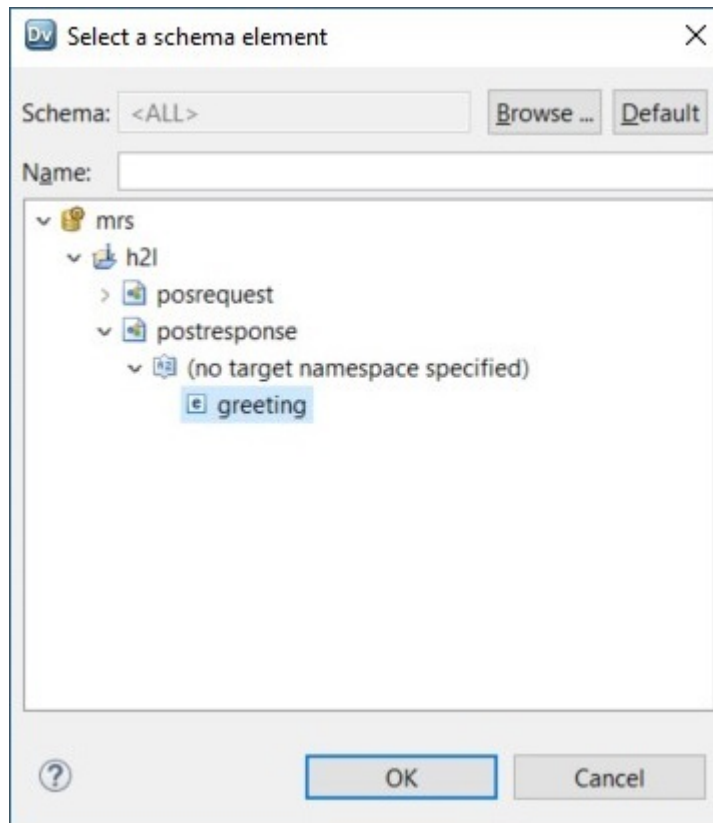 Dv Select a schema element
Schema: <ALL> Browse ... Default
Name:
mrs
h2l
posrequest
postresponse
(no target namespace specified)
e greeting
? OK Cancel